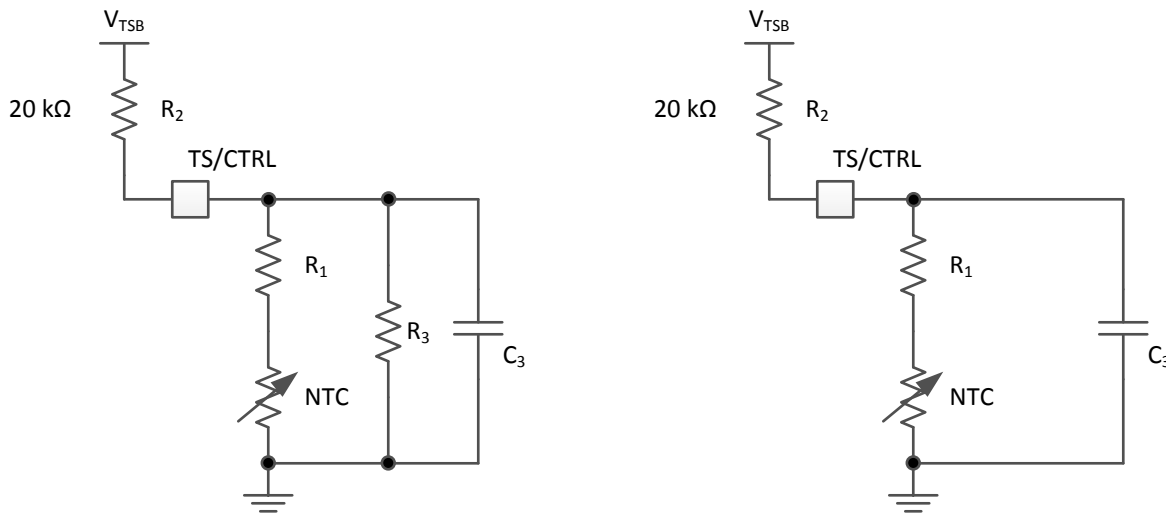 V_TSB
20 kΩ
R_2
TS/CTRL
R_1
R_3
C_3
NTC
V_TSB
20 kΩ
R_2
TS/CTRL
R_1
C_3
NTC